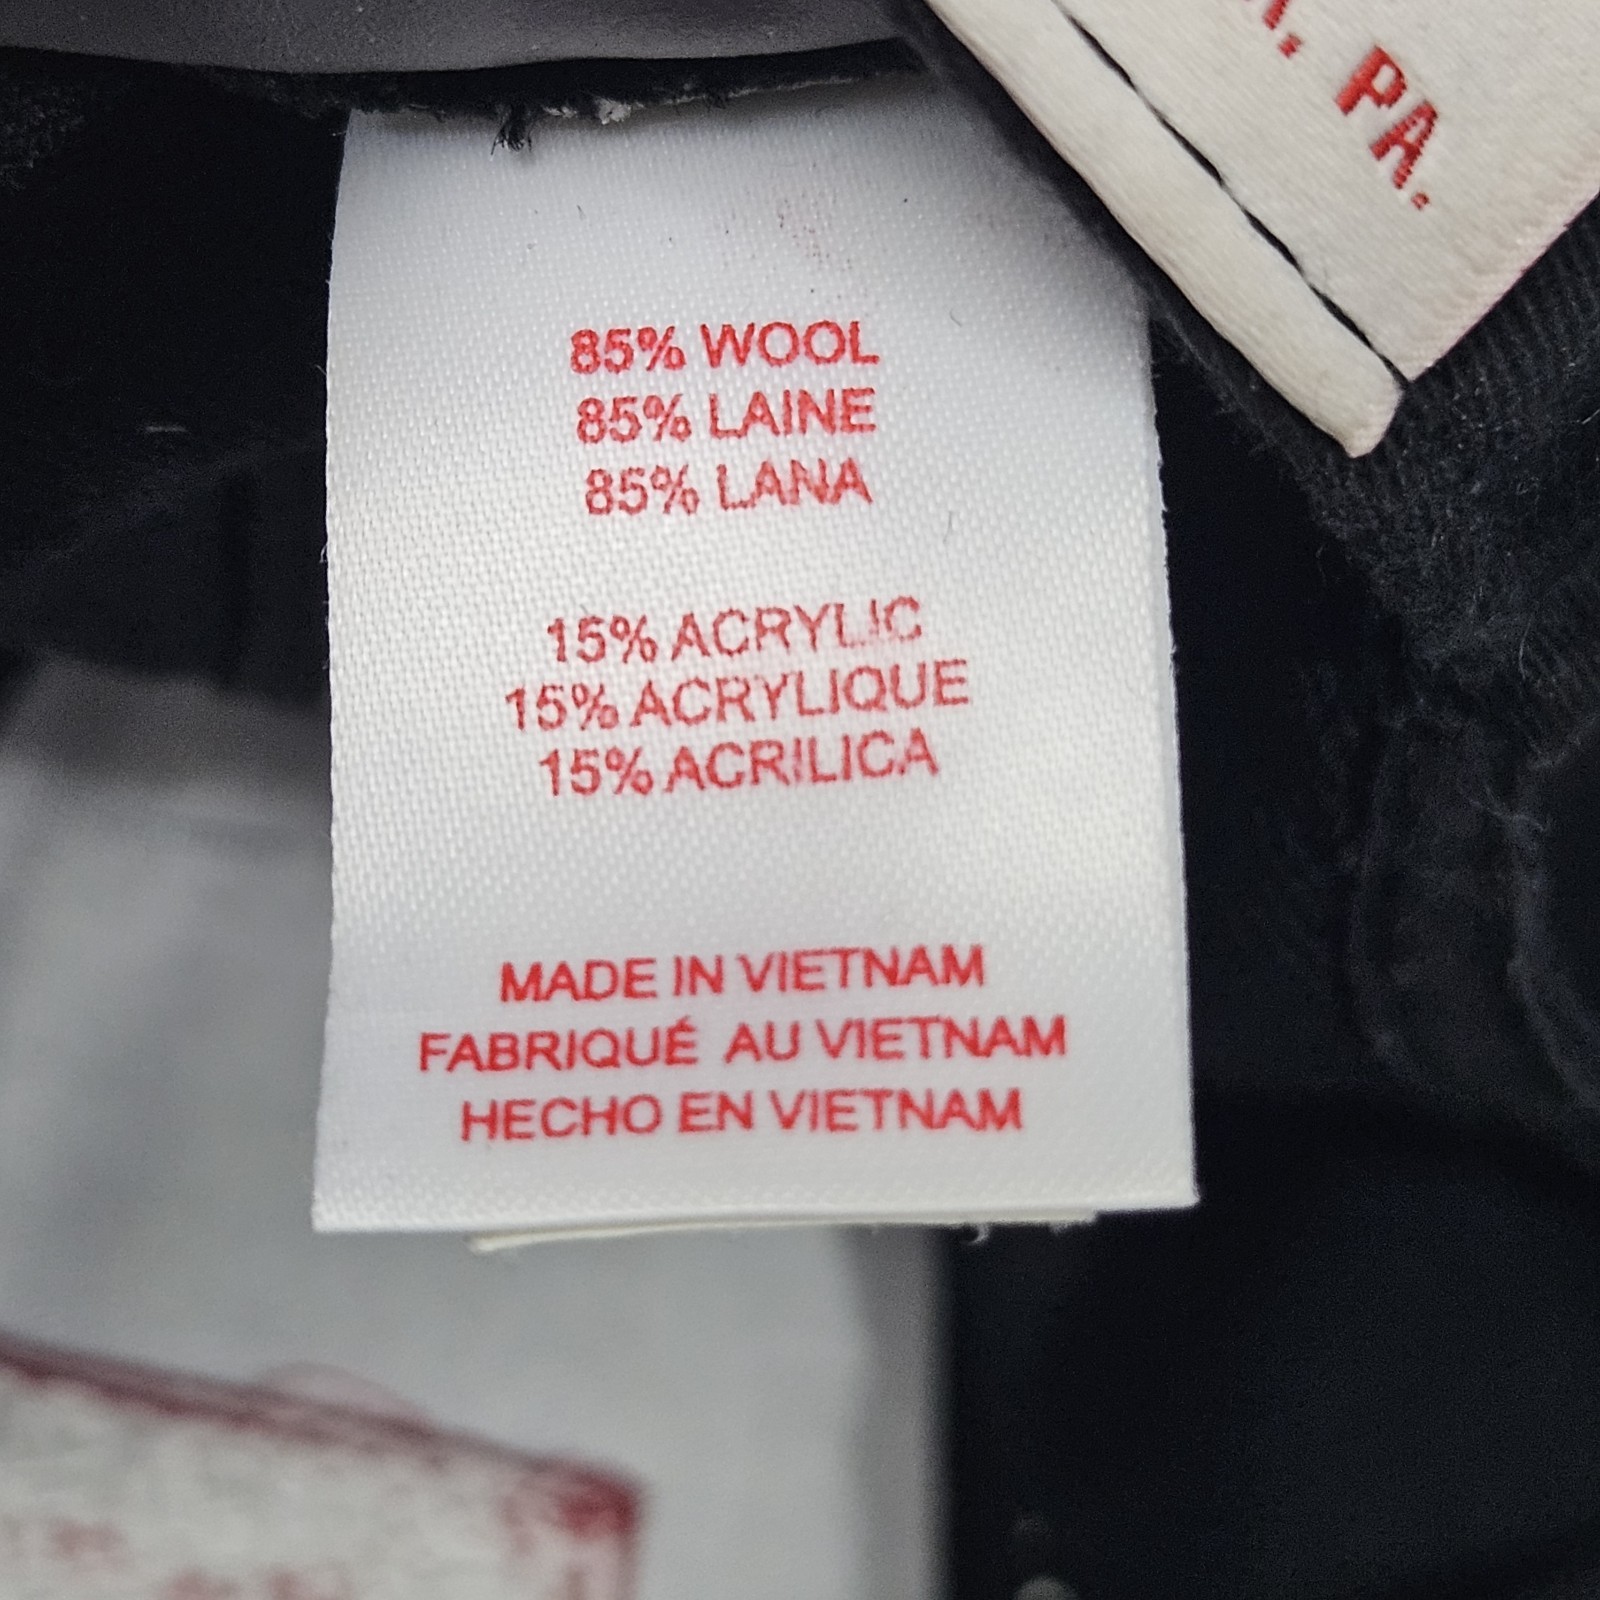 PA.
85% WOOL
85% LAINE
85% LANA
15% ACRYLIC
15% ACRYLIQUE
15% ACRILICA
MADE IN VIETNAM
FABRIQUÉ AU VIETNAM
HECHO EN VIETNAM